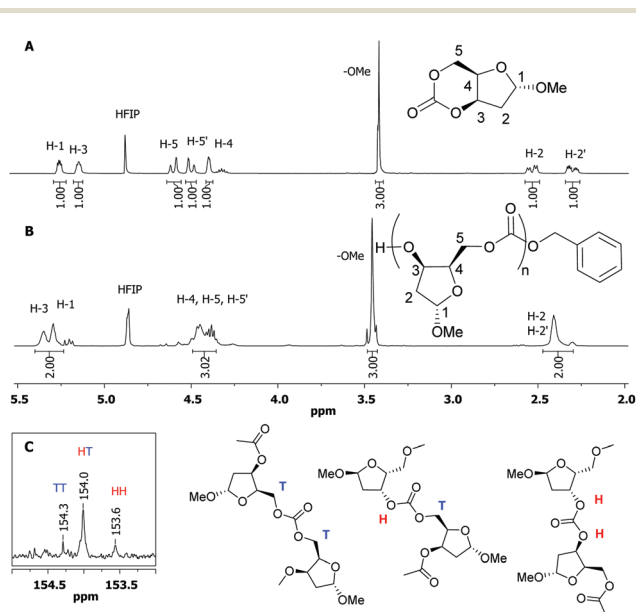 A
-OMe
5
O
O
4
1
OMe
O
O
3
2
HFIP
H-1
H-3
H-5
H-5'
H-4
H-2
H-2'
1.00
1.00
1.00
1.00
1.00
3.00
1.00
1.00
B
-OMe
H
O
5
O
O
O
n
3
4
2
O
1
OMe
HFIP
H-3
H-1
H-4, H-5, H-5'
H-2
H-2'
2.00
3.02
3.00
2.00
5.5 5.0 4.5 4.0 3.5 3.0 2.5 2.0
ppm
C
TT
HT
HH
154.3
154.0
153.6
154.5 153.5
ppm
O
O
MeO
O
T
O
O
O
T
O
O
OMe
MeO
O
O
O
O
H
O
T
O
O
O
OMe
O
MeO
O
O
O
H
O
O
H
O
MeO
O
O
O